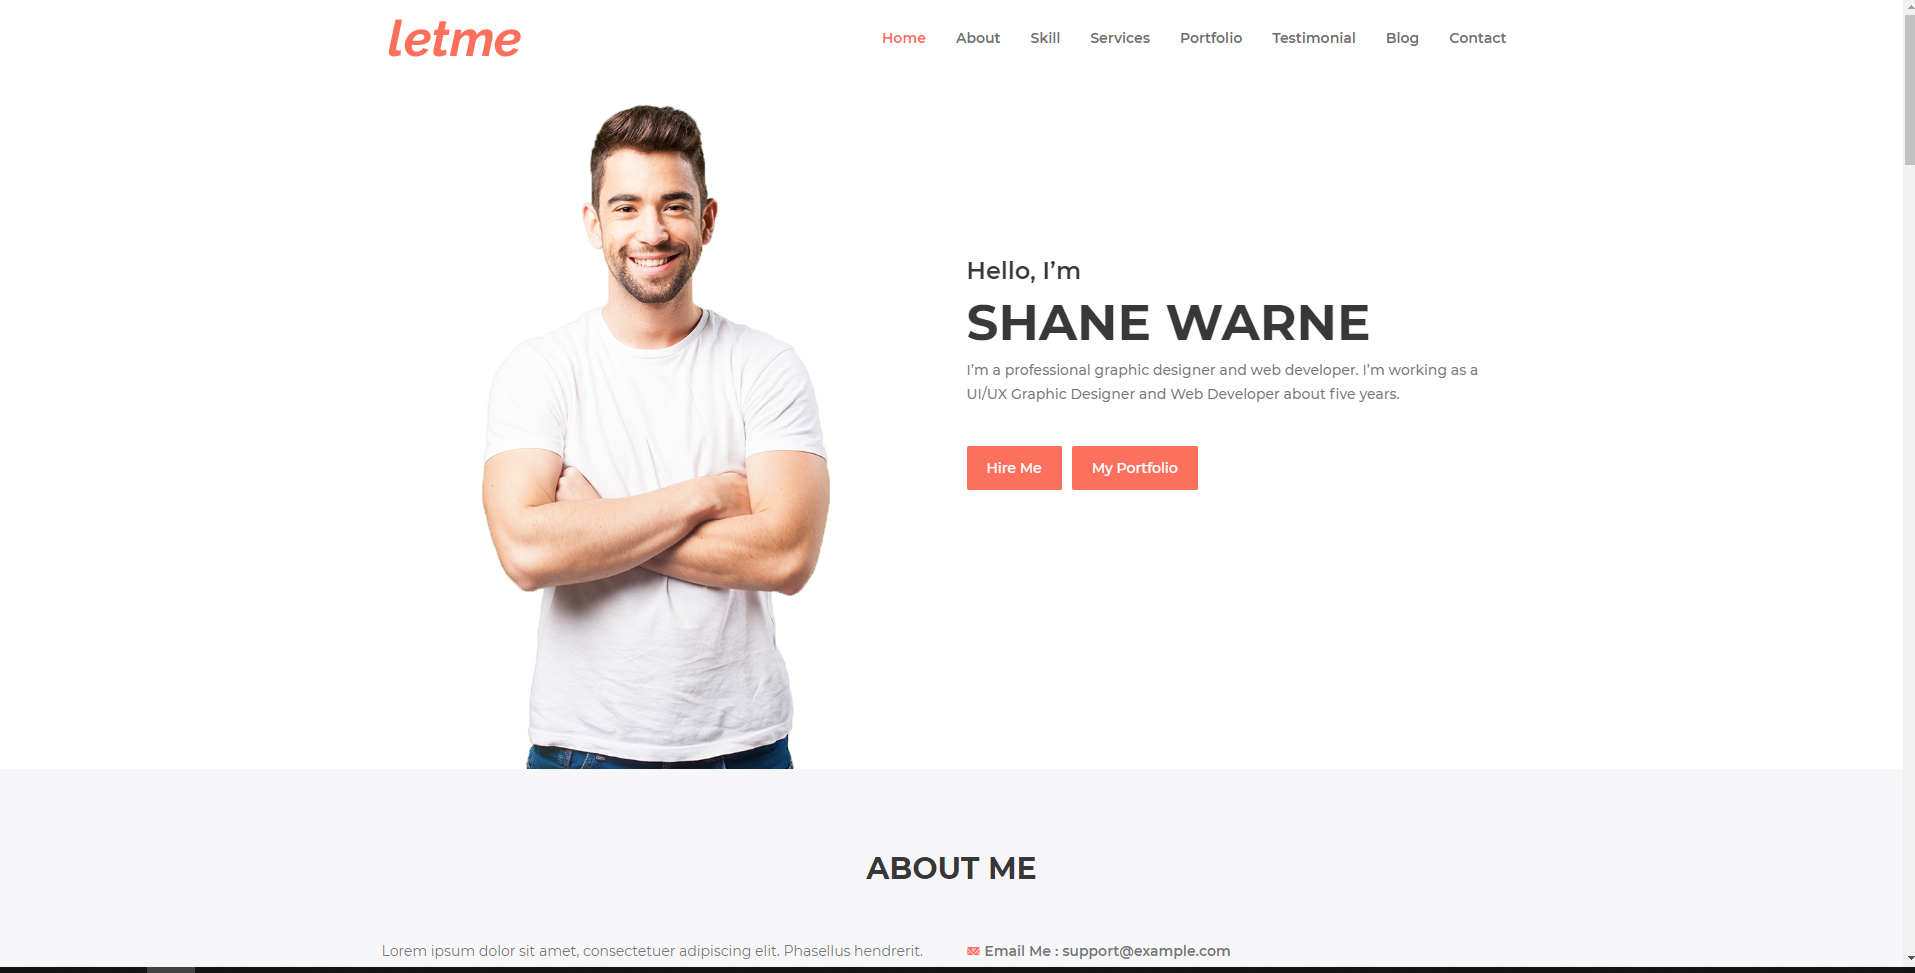 letme
Home About Skill Services Portfolio Testimonial Blog Contact
Hello, I’m
SHANE WARNE
I’m a professional graphic designer and web developer. I’m working as a
UI/UX Graphic Designer and Web Developer about five years.
Hire Me My Portfolio
ABOUT ME
Lorem ipsum dolor sit amet, consectetuer adipiscing elit. Phasellus hendrerit.
Email Me : support@example.com